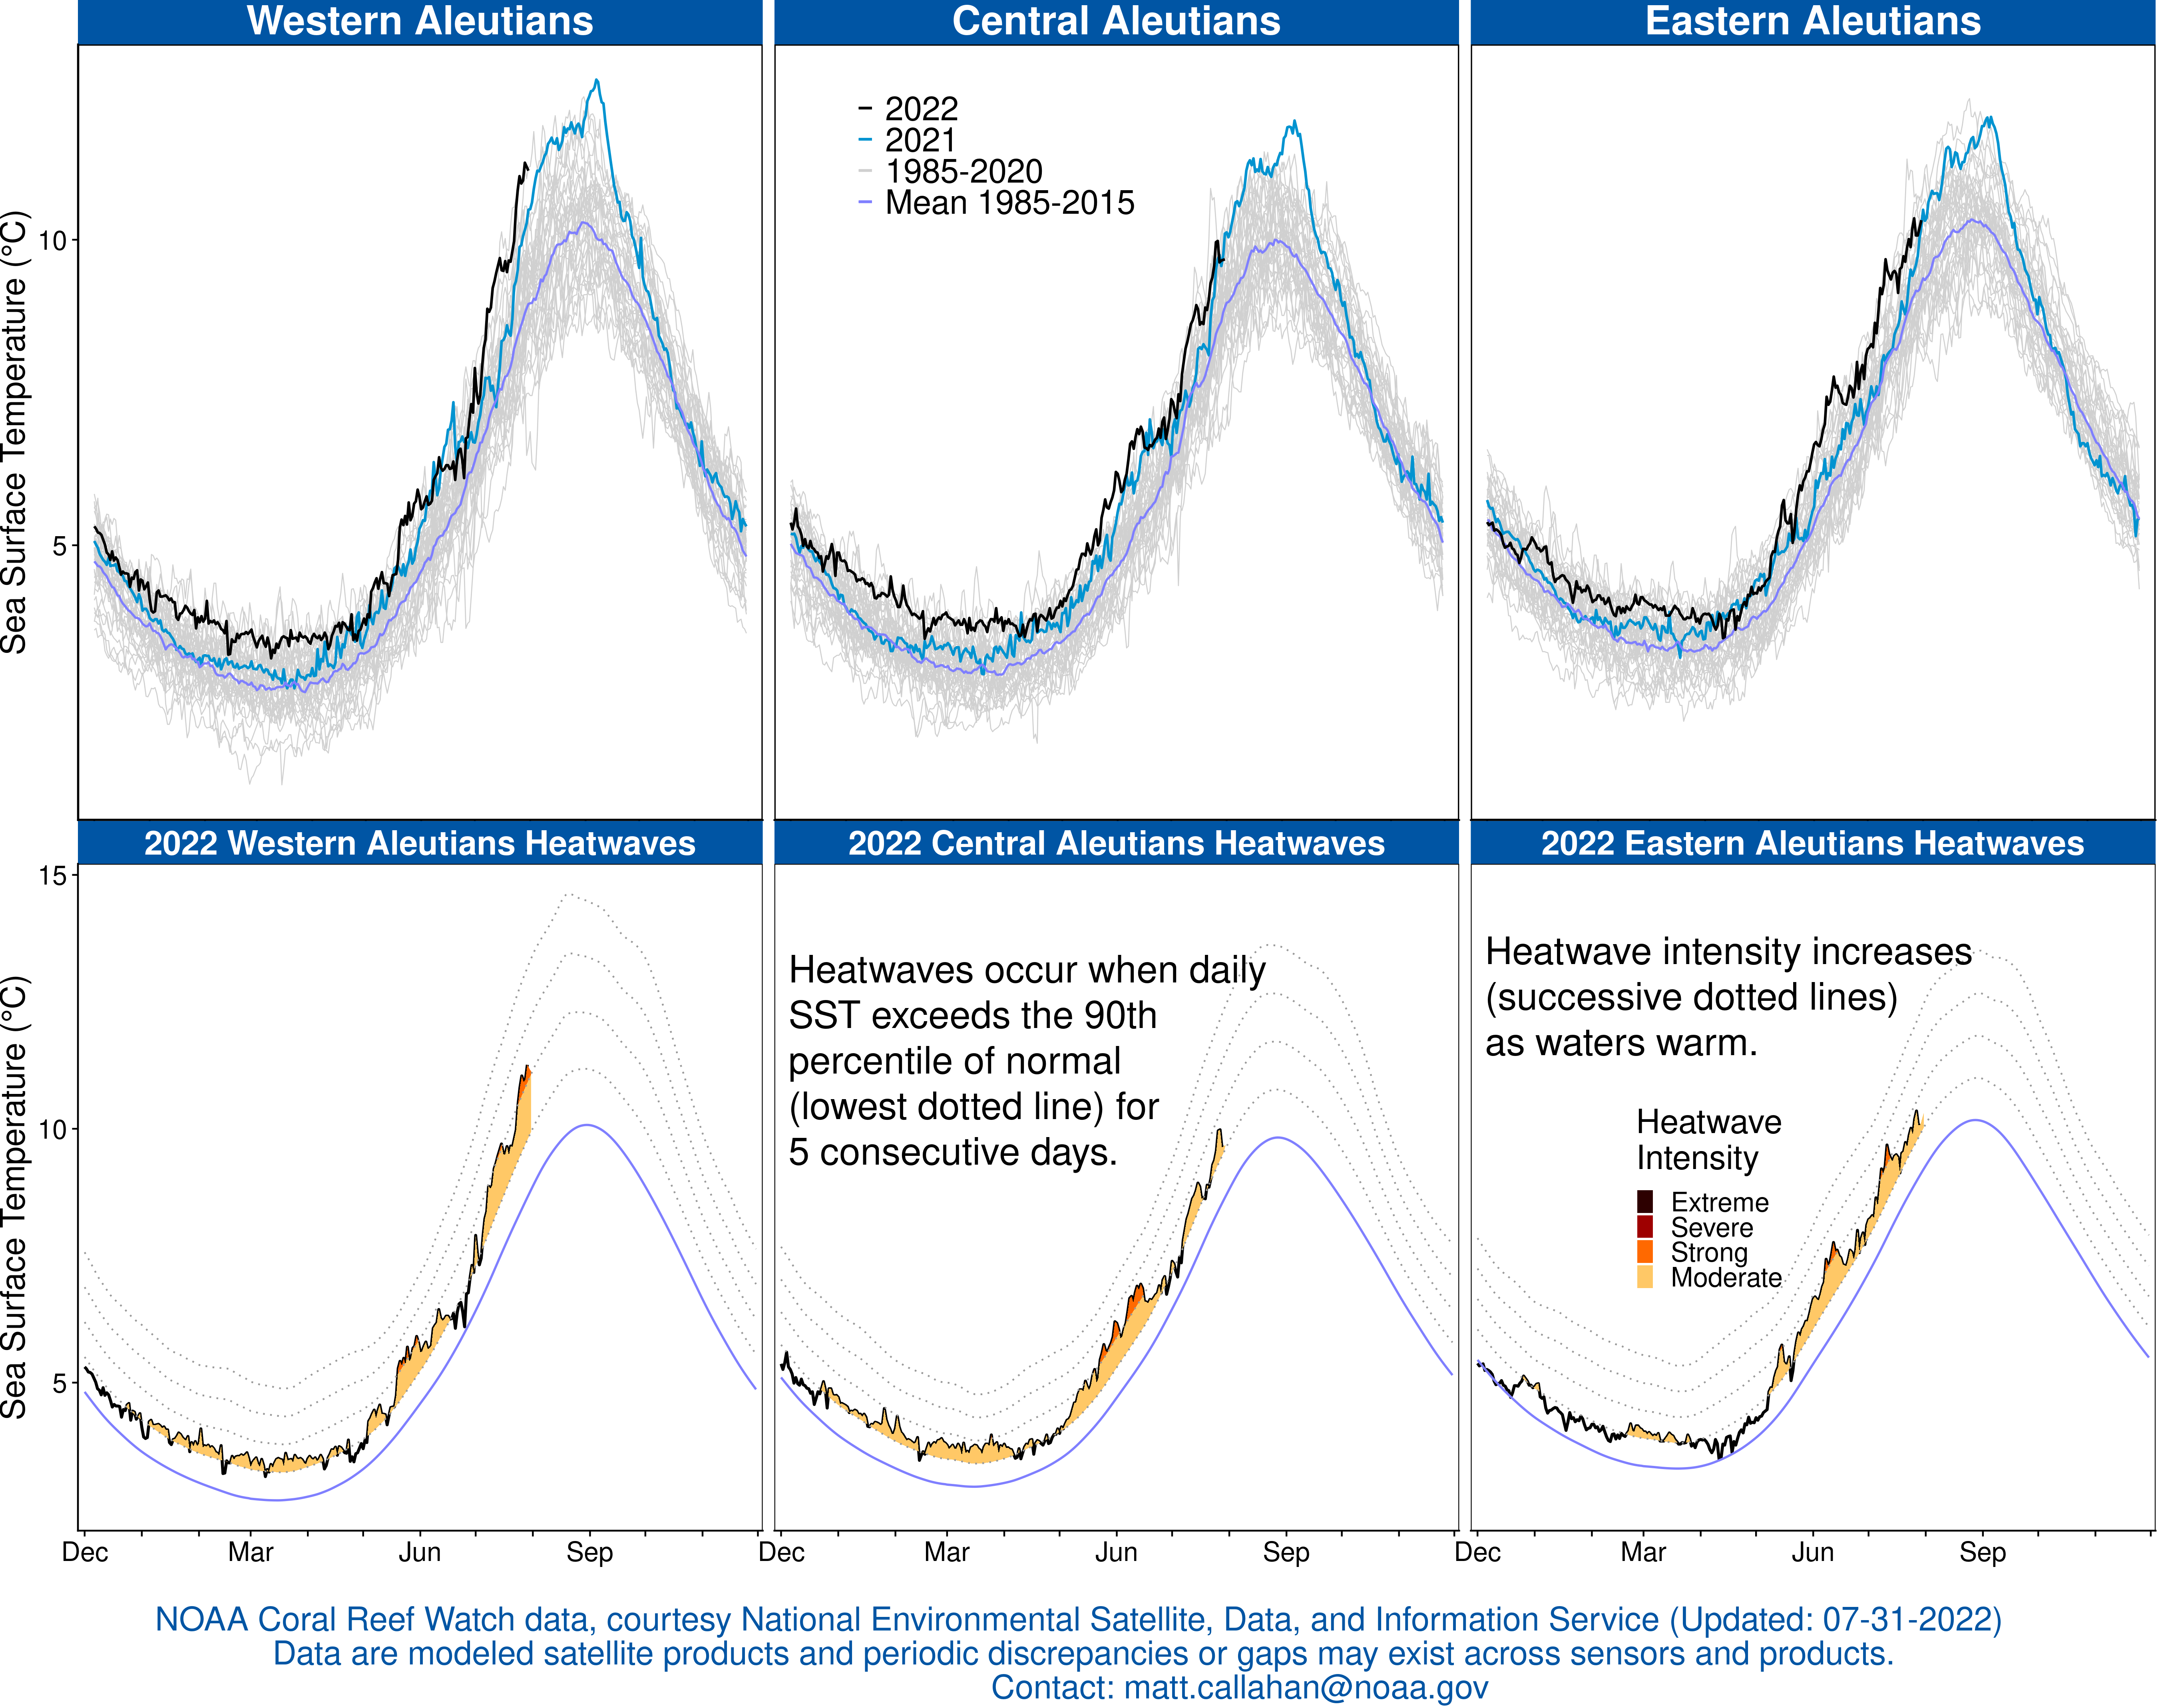 Western Aleutians
Central Aleutians
Eastern Aleutians
Sea Surface Temperature (°C)
10
5
2022
2021
1985-2020
Mean 1985-2015
2022 Western Aleutians Heatwaves
2022 Central Aleutians Heatwaves
2022 Eastern Aleutians Heatwaves
Sea Surface Temperature (°C)
15
10
5
Heatwaves occur when daily
SST exceeds the 90th
percentile of normal
(lowest dotted line) for
5 consecutive days.
Heatwave intensity increases
(successive dotted lines)
as waters warm.
Heatwave
Intensity
Extreme
Severe
Strong
Moderate
Dec Mar Jun Sep
Dec Mar Jun Sep
Dec Mar Jun Sep
NOAA Coral Reef Watch data, courtesy National Environmental Satellite, Data, and Information Service (Updated: 07-31-2022)
Data are modeled satellite products and periodic discrepancies or gaps may exist across sensors and products.
Contact: matt.callahan@noaa.gov